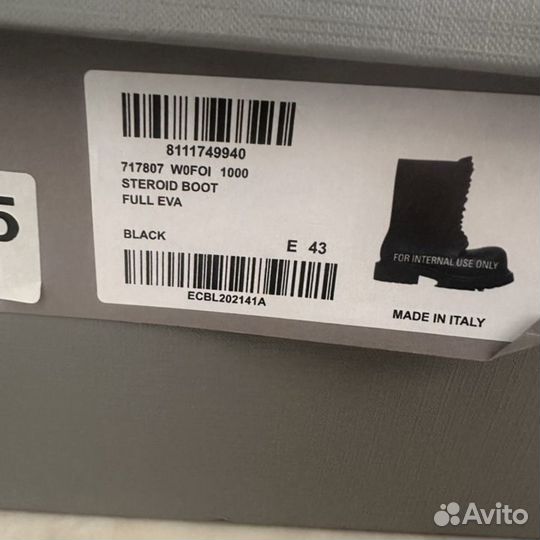 8111749940
717807 W0FOI 1000
STEROID BOOT
FULL EVA
BLACK
E 43
ECBL202141A
FOR INTERNAL USE ONLY
MADE IN ITALY
5
Avito